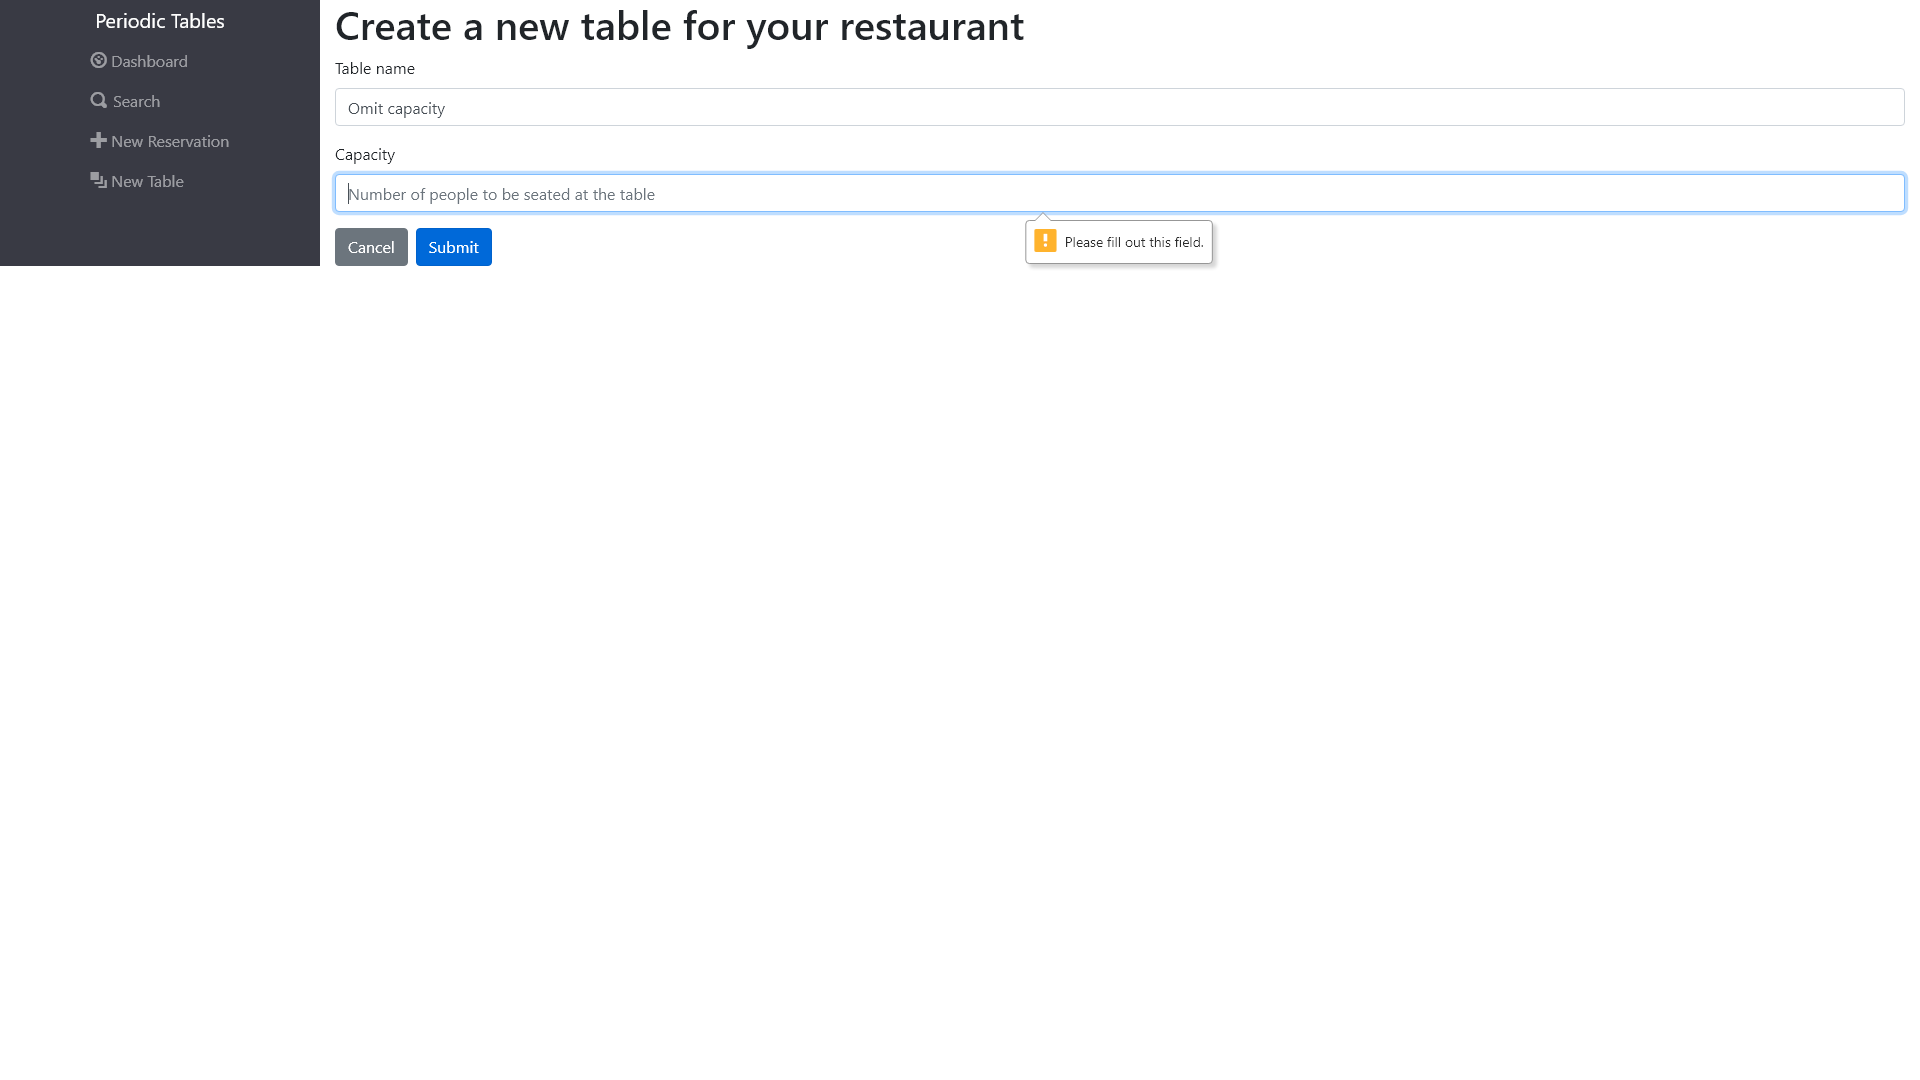 Periodic Tables
Dashboard
Search
New Reservation
New Table
Create a new table for your restaurant
Table name
Omit capacity
Capacity
Number of people to be seated at the table
Please fill out this field.
Cancel
Submit